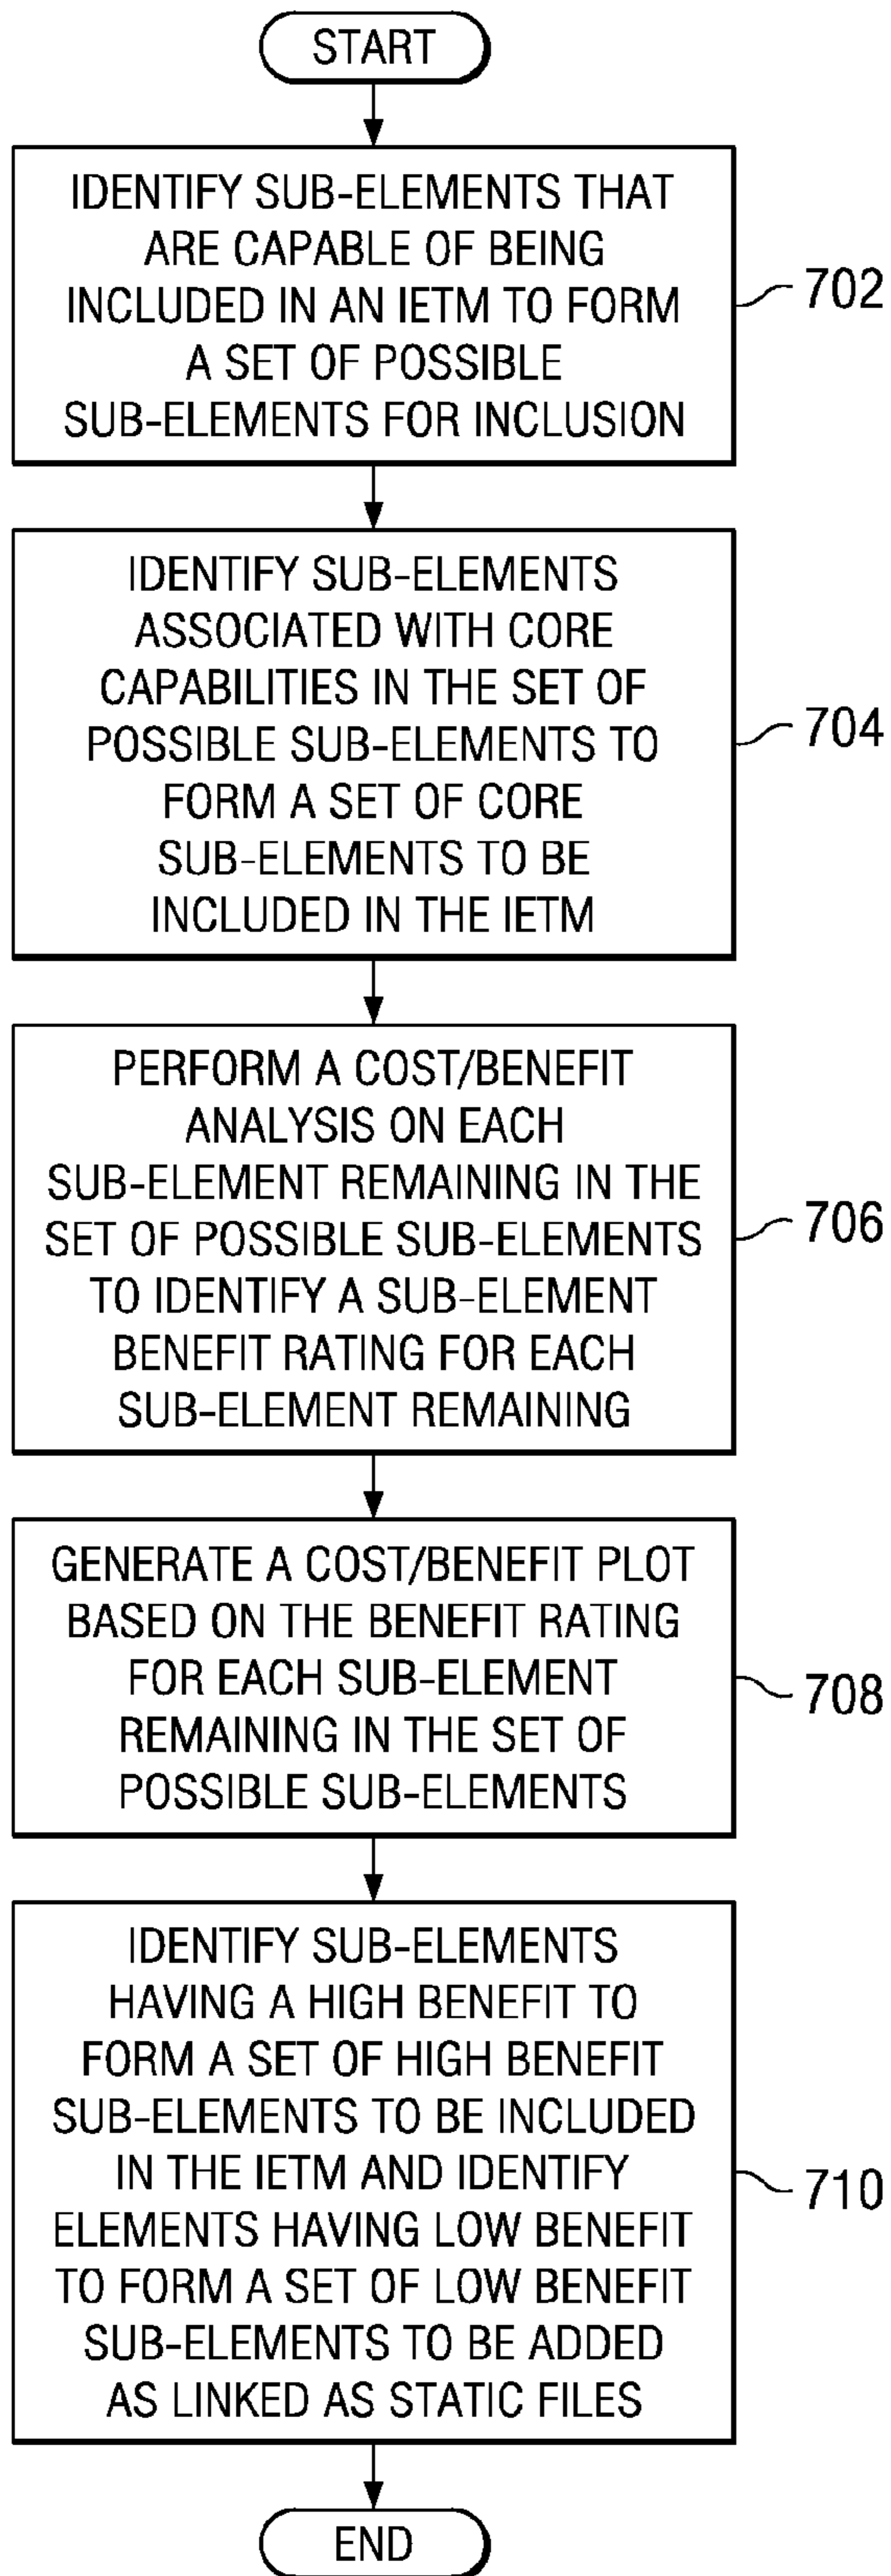 START
IDENTIFY SUB-ELEMENTS THAT
ARE CAPABLE OF BEING
INCLUDED IN AN IETM TO FORM
A SET OF POSSIBLE
SUB-ELEMENTS FOR INCLUSION
702
IDENTIFY SUB-ELEMENTS
ASSOCIATED WITH CORE
CAPABILITIES IN THE SET OF
POSSIBLE SUB-ELEMENTS TO
FORM A SET OF CORE
SUB-ELEMENTS TO BE
INCLUDED IN THE IETM
704
PERFORM A COST/BENEFIT
ANALYSIS ON EACH
SUB-ELEMENT REMAINING IN THE
SET OF POSSIBLE SUB-ELEMENTS
TO IDENTIFY A SUB-ELEMENT
BENEFIT RATING FOR EACH
SUB-ELEMENT REMAINING
706
GENERATE A COST/BENEFIT PLOT
BASED ON THE BENEFIT RATING
FOR EACH SUB-ELEMENT
REMAINING IN THE SET OF
POSSIBLE SUB-ELEMENTS
708
IDENTIFY SUB-ELEMENTS
HAVING A HIGH BENEFIT TO
FORM A SET OF HIGH BENEFIT
SUB-ELEMENTS TO BE INCLUDED
IN THE IETM AND IDENTIFY
ELEMENTS HAVING LOW BENEFIT
TO FORM A SET OF LOW BENEFIT
SUB-ELEMENTS TO BE ADDED
AS LINKED AS STATIC FILES
710
END